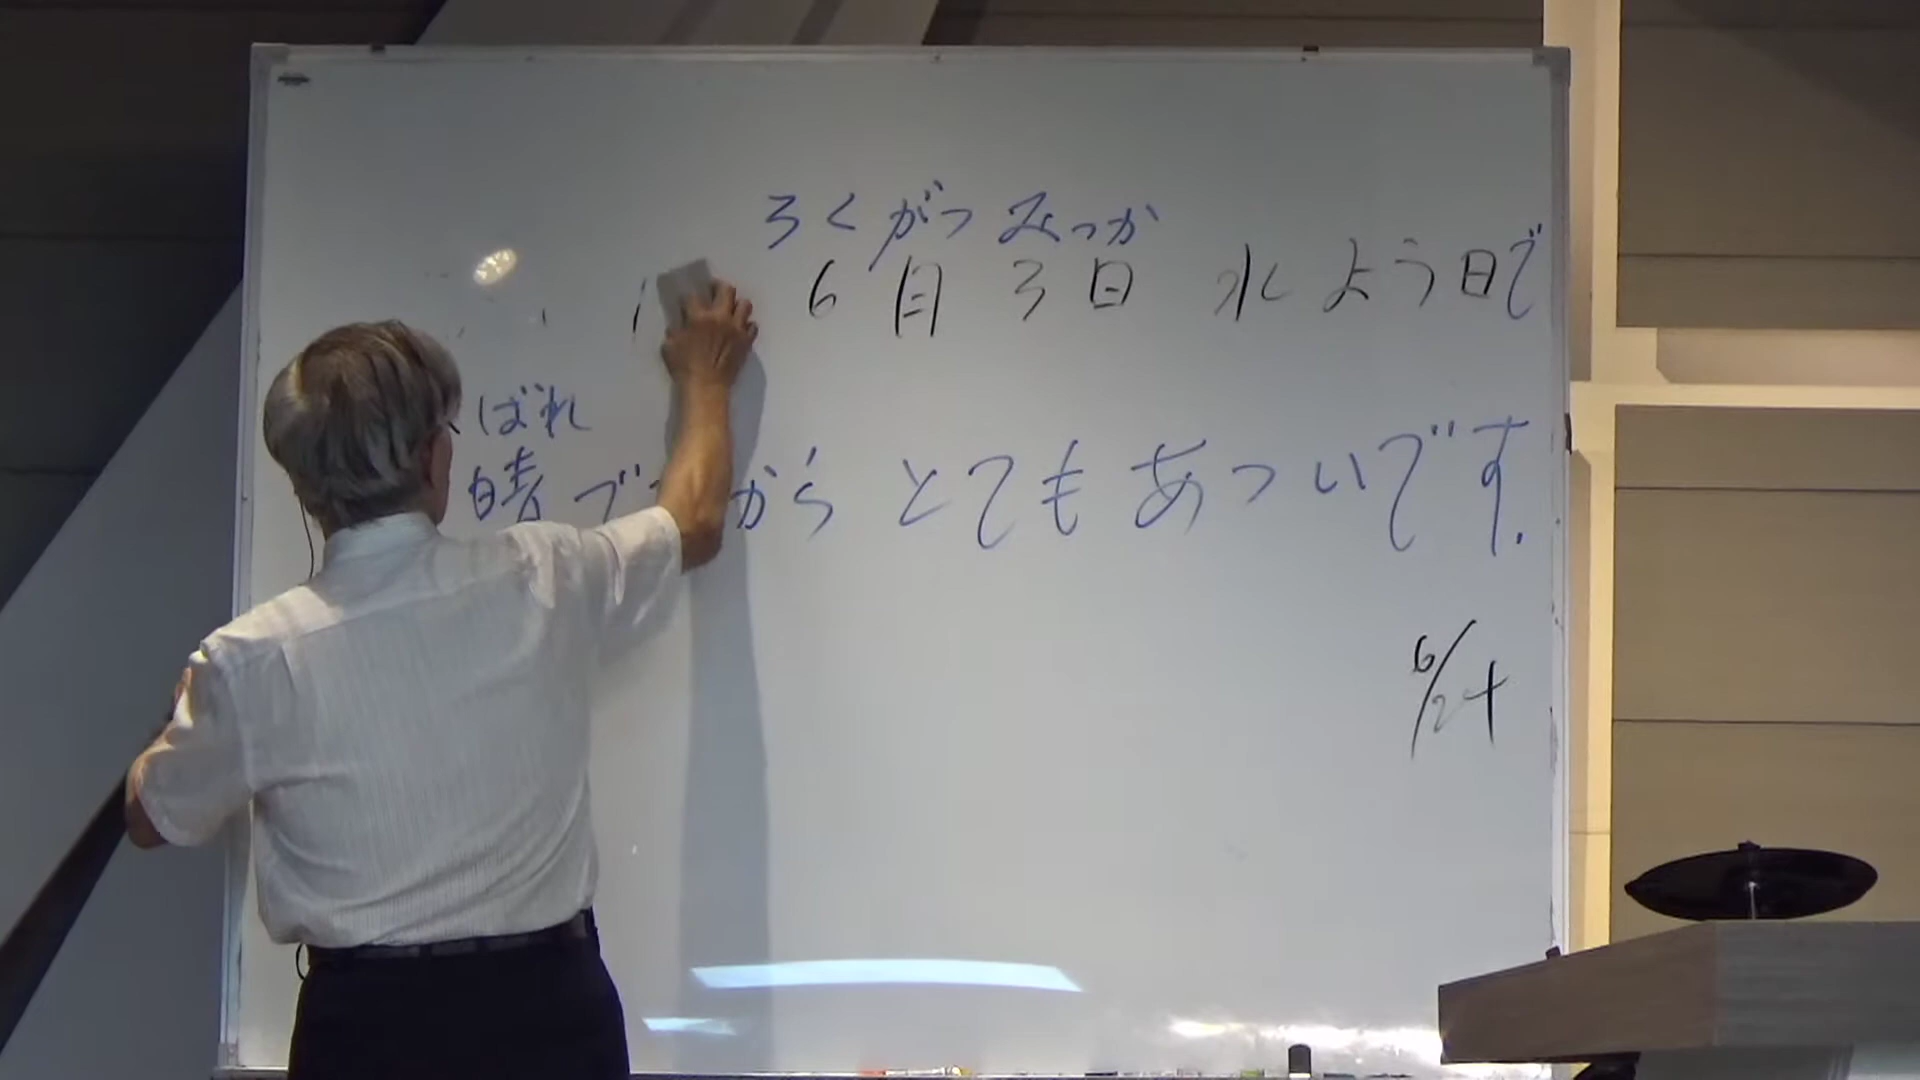 ろくがつ みっか
6月3日 水よう日で
ばれ
晴で から とてもあついです.
6/24